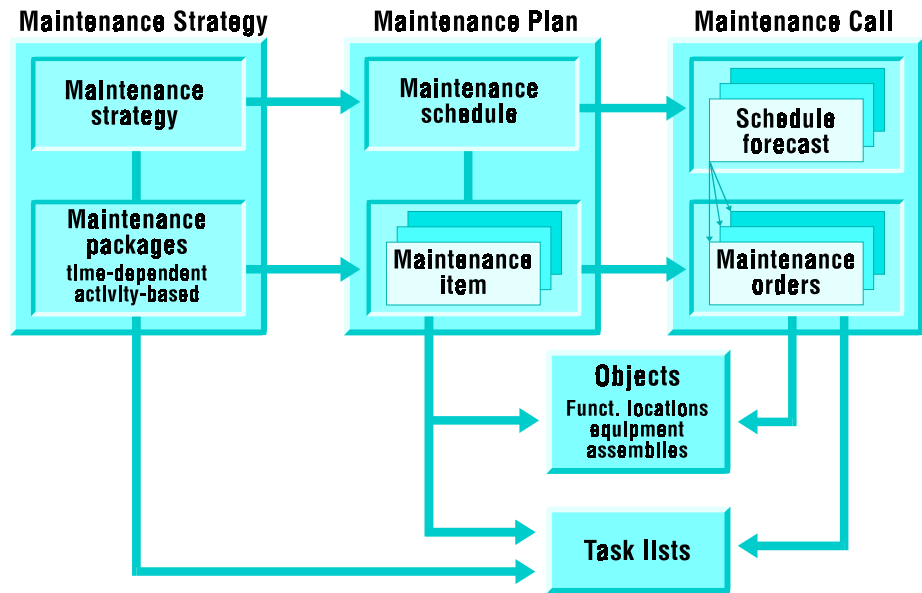 Maintenance Strategy
Maintenance Plan
Maintenance Call
Maintenance
strategy
Maintenance
schedule
Schedule
forecast
Maintenance
packages
time-dependent
activity-based
Maintenance
item
Maintenance
orders
Objects
Funct. locations
equipment
assemblies
Task lists